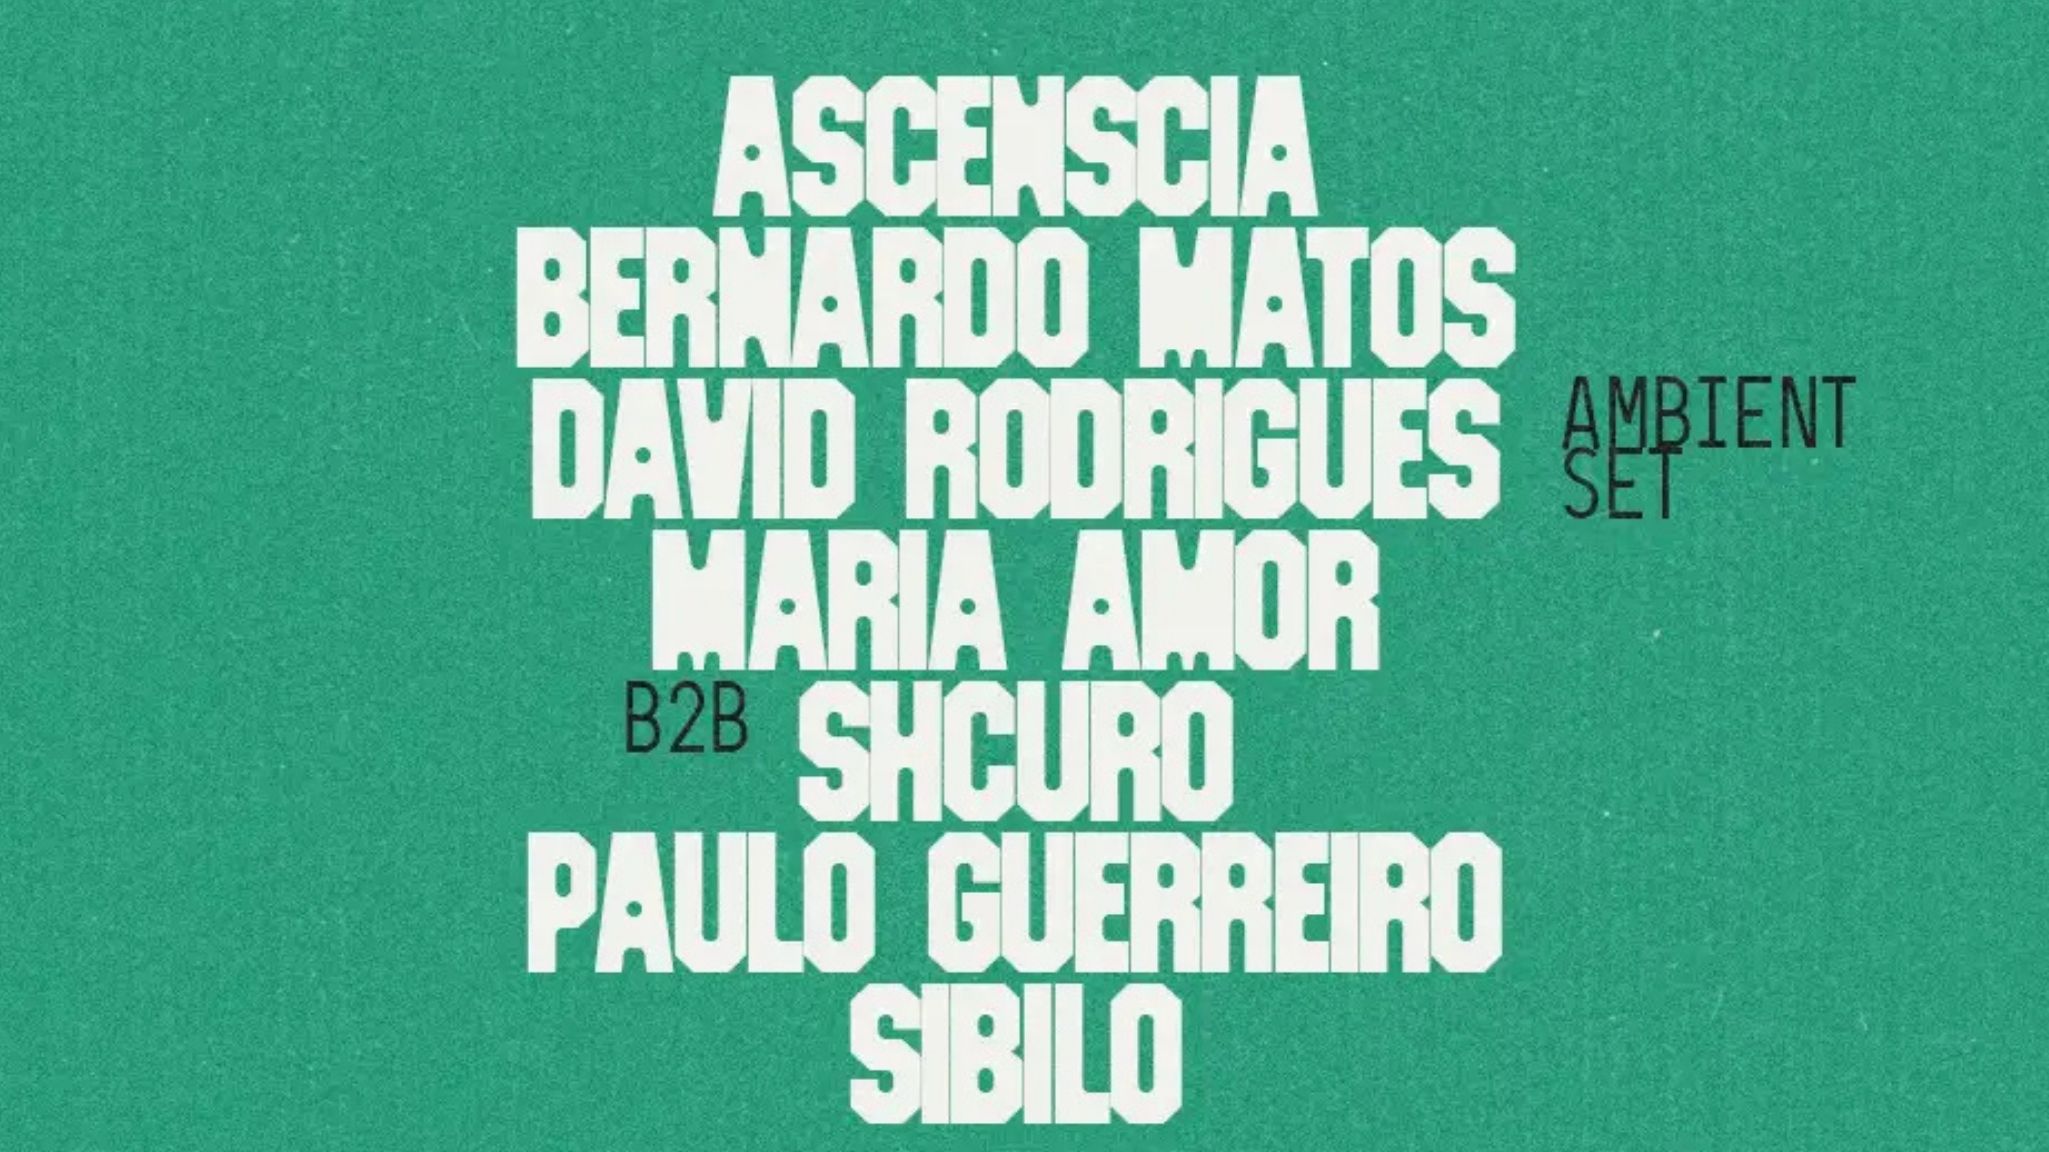 ASCENSCIA
BERNARDO MATOS
DAVID RODRIGUES
AMBIENT
SET
MARIA AMOR
B2B SHCURO
PAULO GUERREIRO
SIBILO